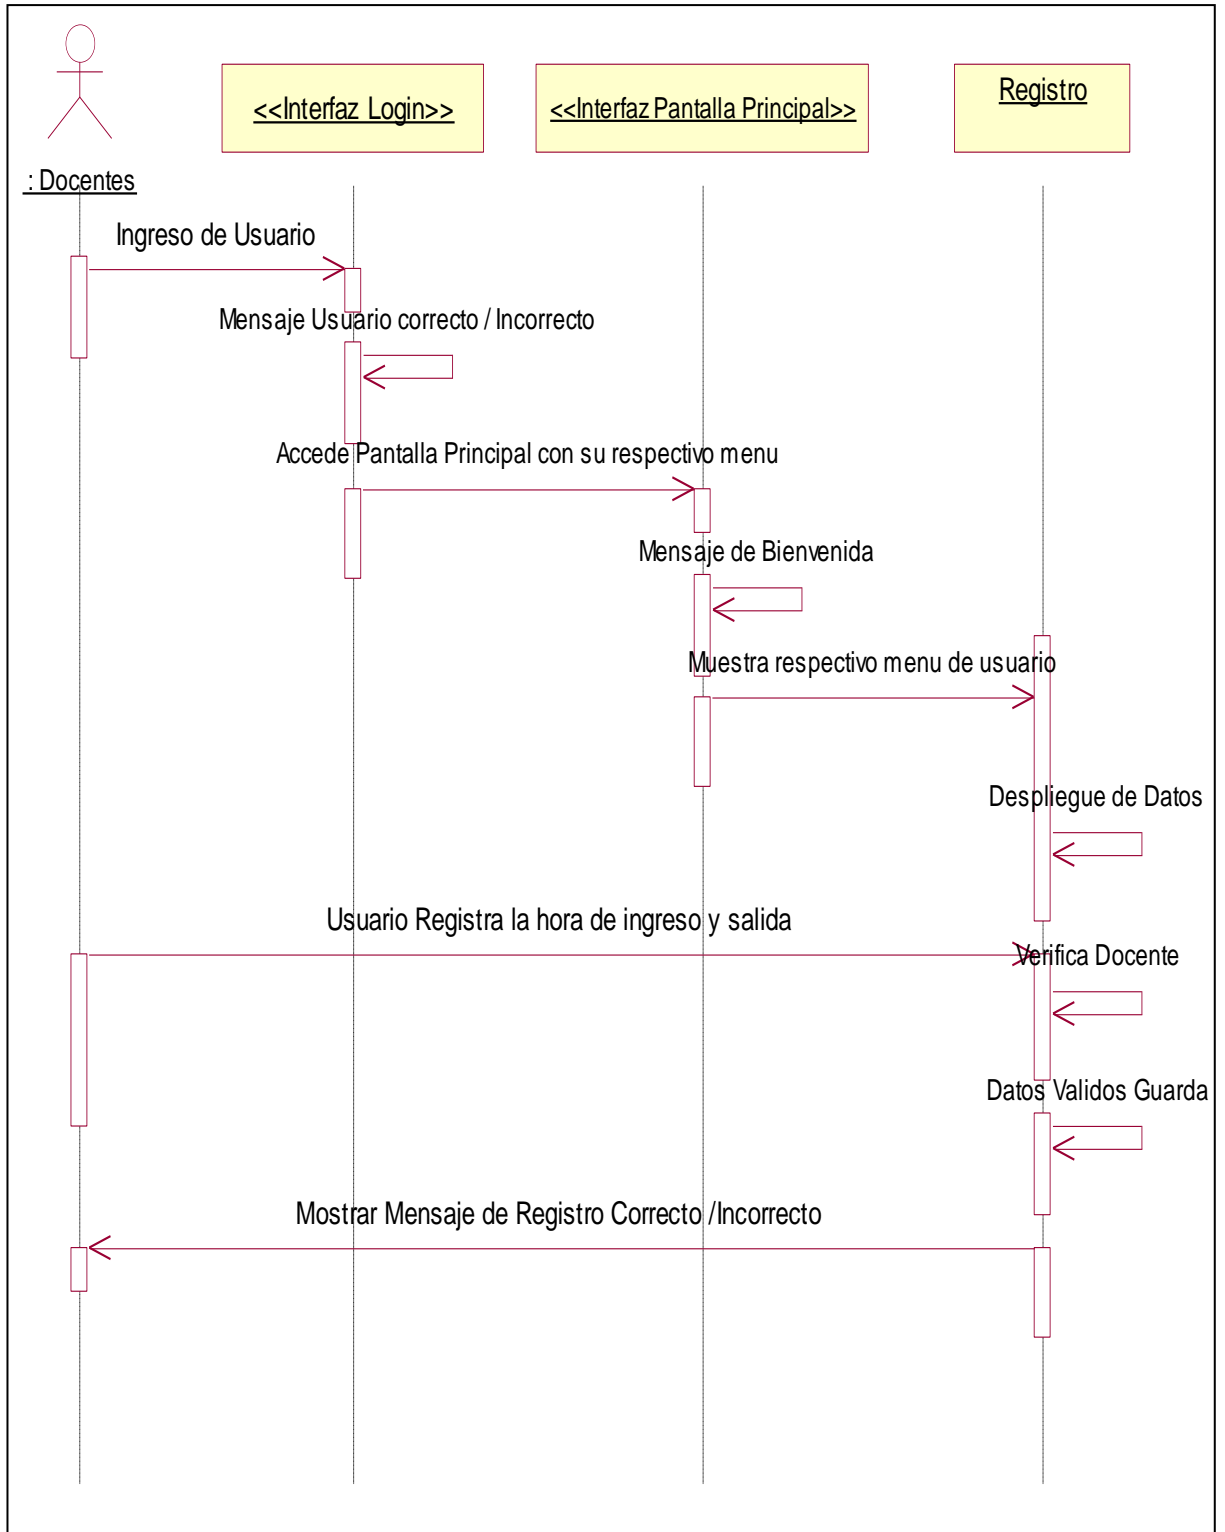 <<Interfaz Login>>
<<Interfaz Pantalla Principal>>
Registro
: Docentes
Ingreso de Usuario
Mensaje Usuario correcto / Incorrecto
Accede Pantalla Principal con su respectivo menu
Mensaje de Bienvenida
Muestra respectivo menu de usuario
Despliegue de Datos
Usuario Registra la hora de ingreso y salida
Verifica Docente
Datos Validos Guarda
Mostrar Mensaje de Registro Correcto /Incorrecto